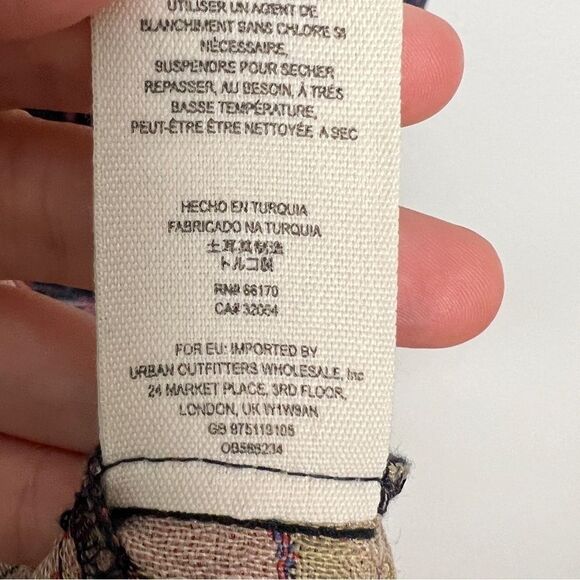 UTILISER UN AGENT DE
BLANCHIMENT SANS CHLORE SI
NÉCESSAIRE,
SUSPENDRE POUR SECHER
REPASSER, AU BESOIN, À TRÉS
BASSE TEMPÉRATURE,
PEUT-ÊTRE ÊTRE NETTOYÉE A SEC
HECHO EN TURQUIA
FABRICADO NA TURQUIA
土耳其制造
トルコ製
RN# 66170
CA# 32054
FOR EU: IMPORTED BY
URBAN OUTFITTERS WHOLESALE, Inc
24 MARKET PLACE, 3RD FLOOR,
LONDON, UK W1W8AN
GB 975119105